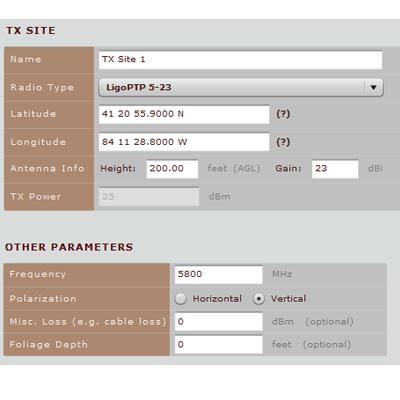 TX SITE
Name TX Site 1
Radio Type LigoPTP 5-23
Latitude 41 20 55.9000 N (?)
Longitude 84 11 28.8000 W (?)
Antenna Info Height: 200.00 feet (AGL) Gain: 23 dBi
TX Power 25 dBm
OTHER PARAMETERS
Frequency 5800 MHz
Polarization Horizontal Vertical
Misc. Loss (e.g. cable loss) 0 dBm (optional)
Foliage Depth 0 feet (optional)